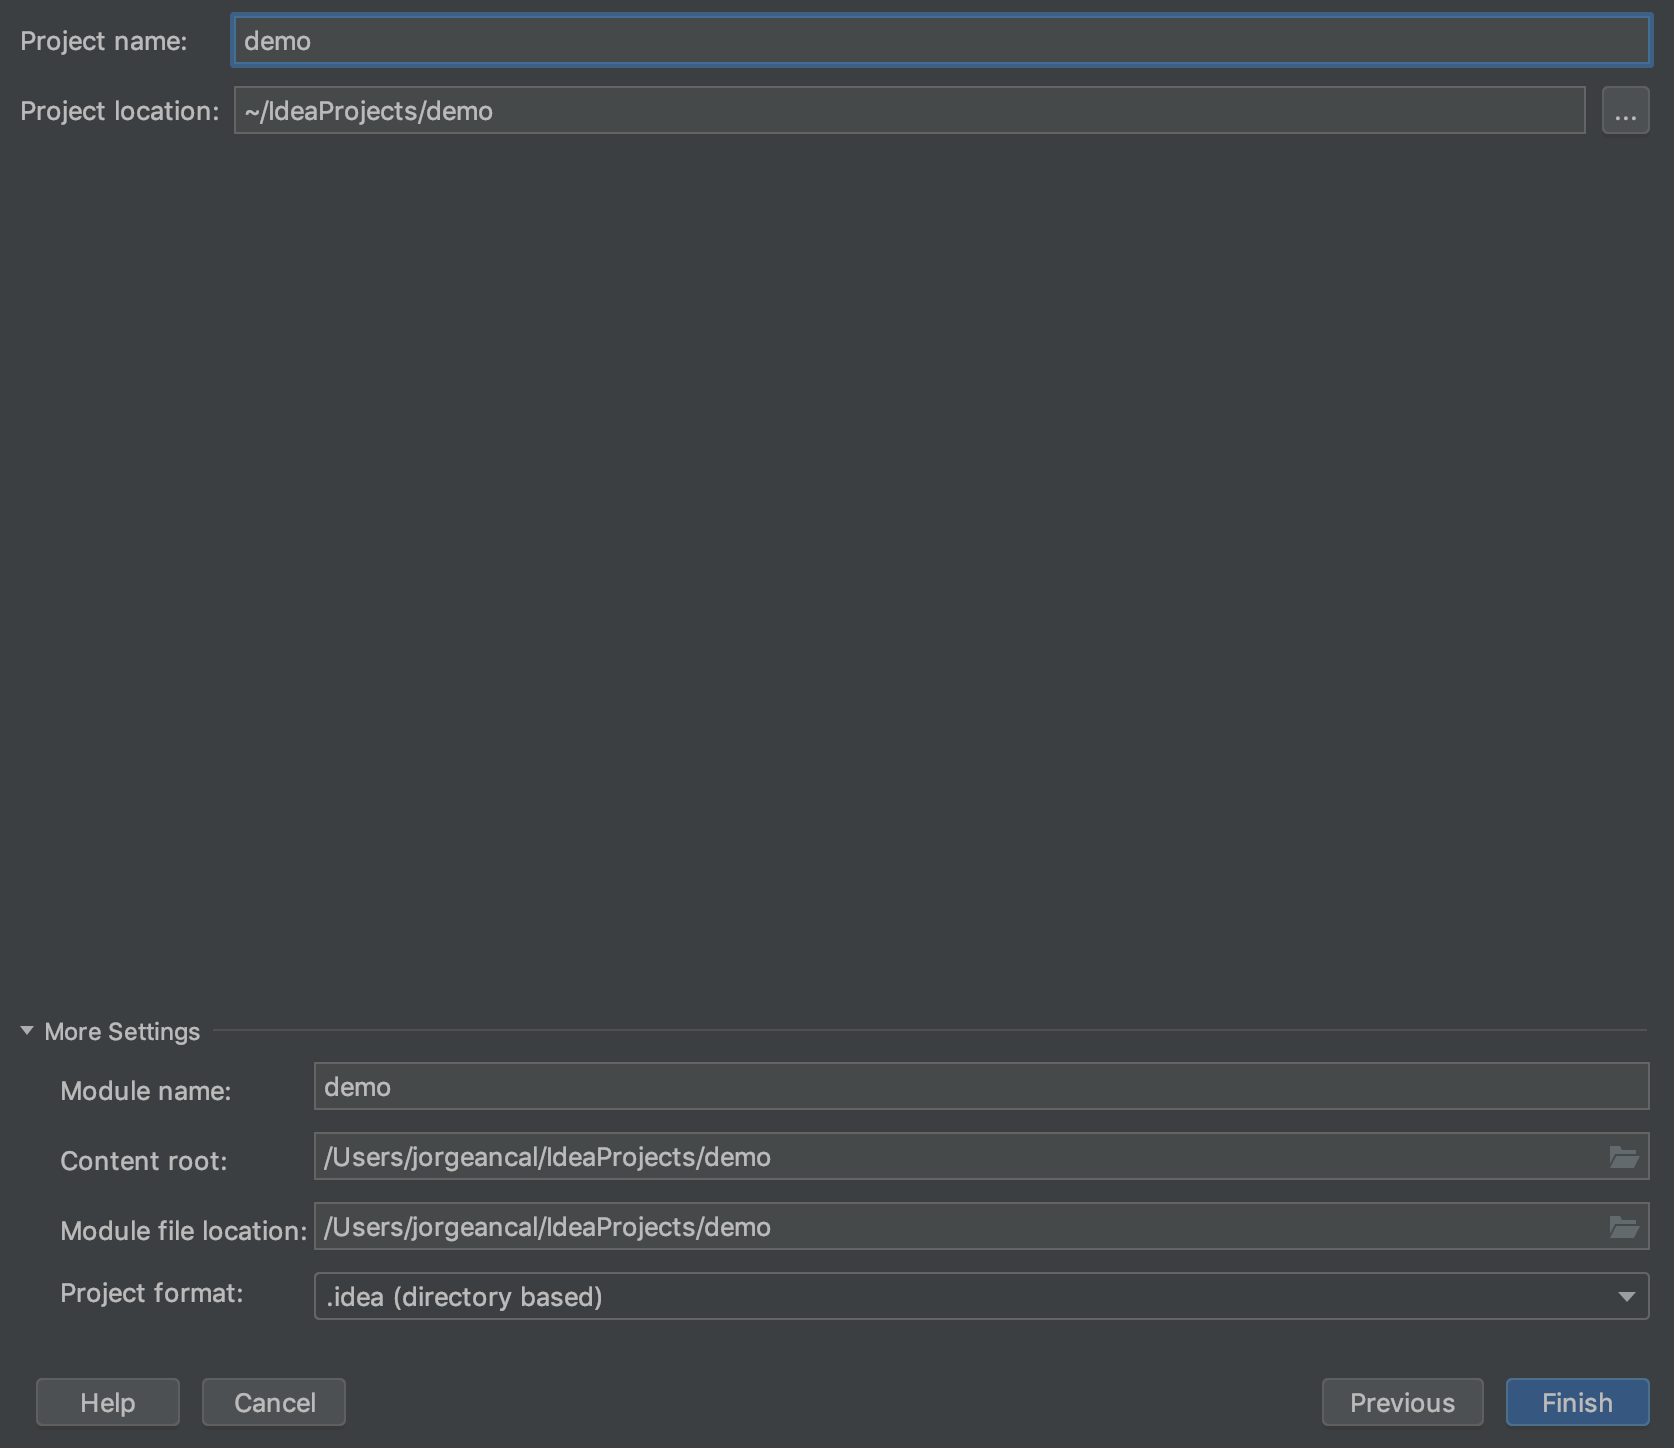 Project name: demo
Project location: ~/IdeaProjects/demo ...
More Settings
Module name: demo
Content root: /Users/jorgeancal/IdeaProjects/demo
Module file location: /Users/jorgeancal/IdeaProjects/demo
Project format: .idea (directory based)
Help Cancel Previous Finish